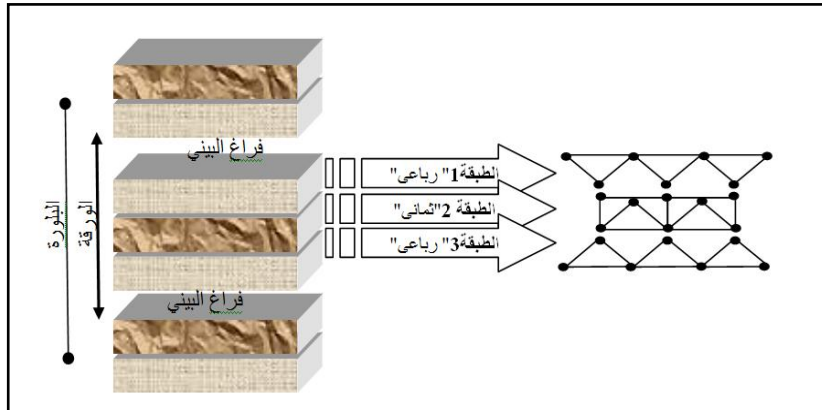 فراغ البيني
الطبقة1" رباعي"
الطبقة 2"ثماني"
الطبقة3" رباعي"
فراغ البيني
الورقة
البلورة